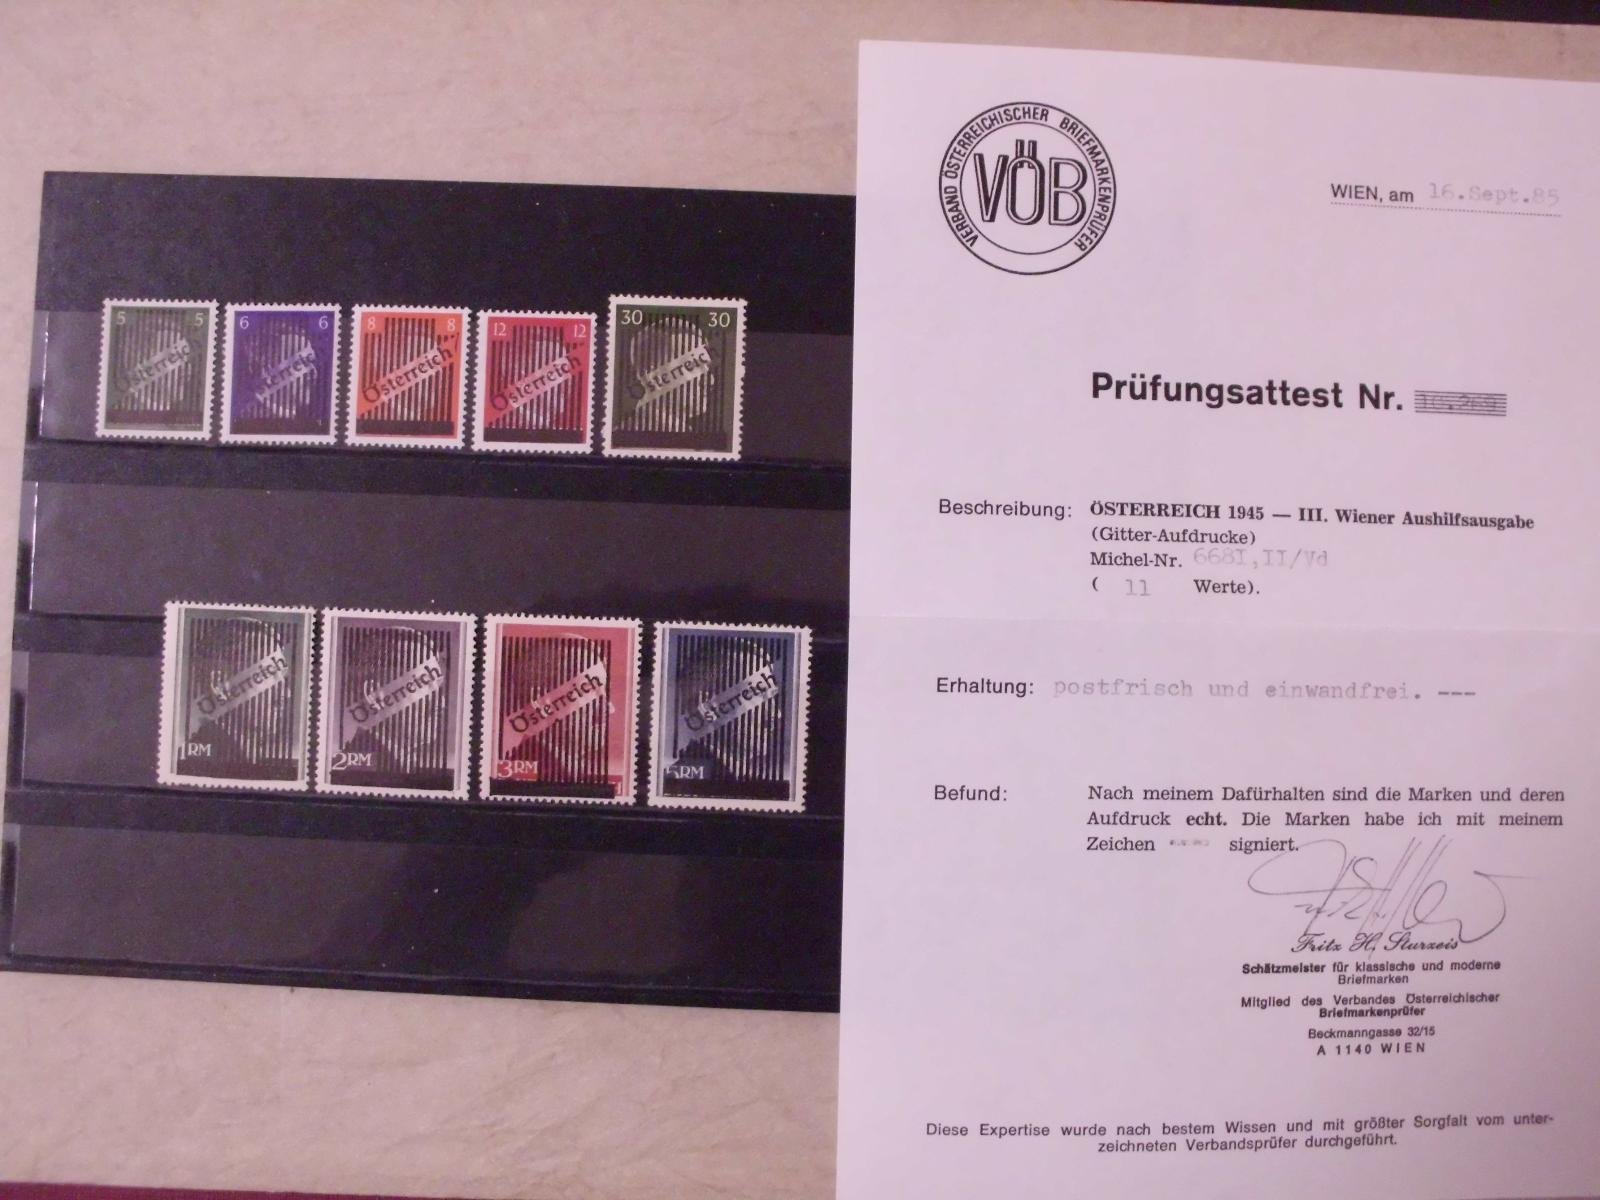 5 5
6 6
8 8
12 12
30 30
Österreich
sterreic
Österreich
Österreich
Österreich
1RM
2RM
3RM
5RM
Österreich
Österreich
Österreich
Österreich
VERBAND ÖSTERREICHISCHER BRIEFMARKENPRÜFER
VÖB
WIEN, am 16.Sept.85
Prüfungsattest Nr.
Beschreibung: ÖSTERREICH 1945 — III. Wiener Aushilfsausgabe
(Gitter-Aufdrucke)
Michel-Nr. 668I,II/Vd
( 11 Werte).
Erhaltung: postfrisch und einwandfrei. ---
Befund: Nach meinem Dafürhalten sind die Marken und deren
Aufdruck echt. Die Marken habe ich mit meinem
Zeichen signiert.
Fritz H. Sturzeis
Schätzmeister für klassische und moderne
Briefmarken
Mitglied des Verbandes Österreichischer
Briefmarkenprüfer
Beckmanngasse 32/15
A 1140 WIEN
Diese Expertise wurde nach bestem Wissen und mit größter Sorgfalt vom unter-
zeichneten Verbandsprüfer durchgeführt.